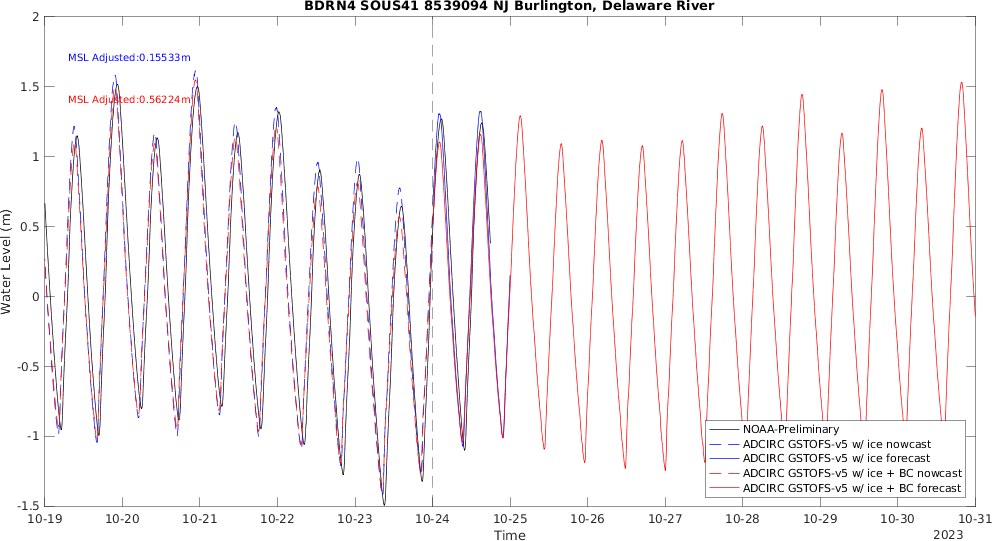 BDRN4 SOUS41 8539094 NJ Burlington, Delaware River
2
1.5
1
0.5
0
-0.5
-1
-1.5
Water Level (m)
MSL Adjusted:0.15533m
MSL Adjusted:0.56224m
NOAA-Preliminary
ADCIRC GSTOFS-v5 w/ ice nowcast
ADCIRC GSTOFS-v5 w/ ice forecast
ADCIRC GSTOFS-v5 w/ ice + BC nowcast
ADCIRC GSTOFS-v5 w/ ice + BC forecast
10-19 10-20 10-21 10-22 10-23 10-24 10-25 10-26 10-27 10-28 10-29 10-30 10-31
Time
2023